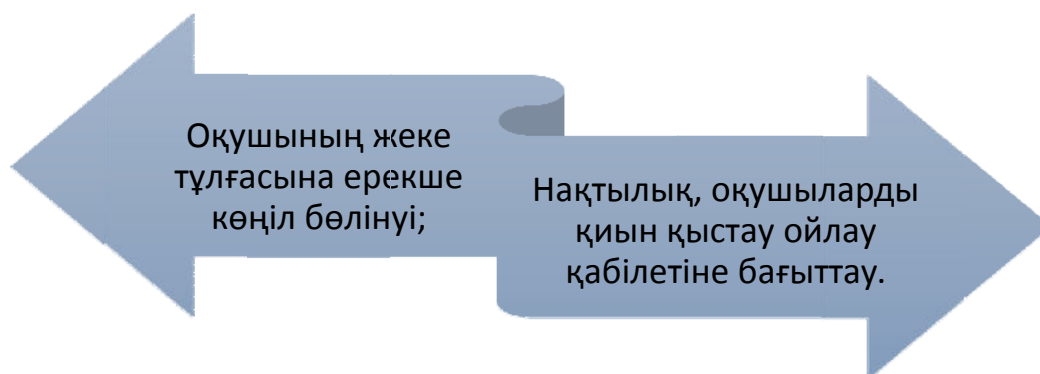 Оқушының жеке
тұлғасына ерекше
көңіл бөлінуі;
Нақтылық, оқушыларды
қиын қыстау ойлау
қабілетіне бағыттау.